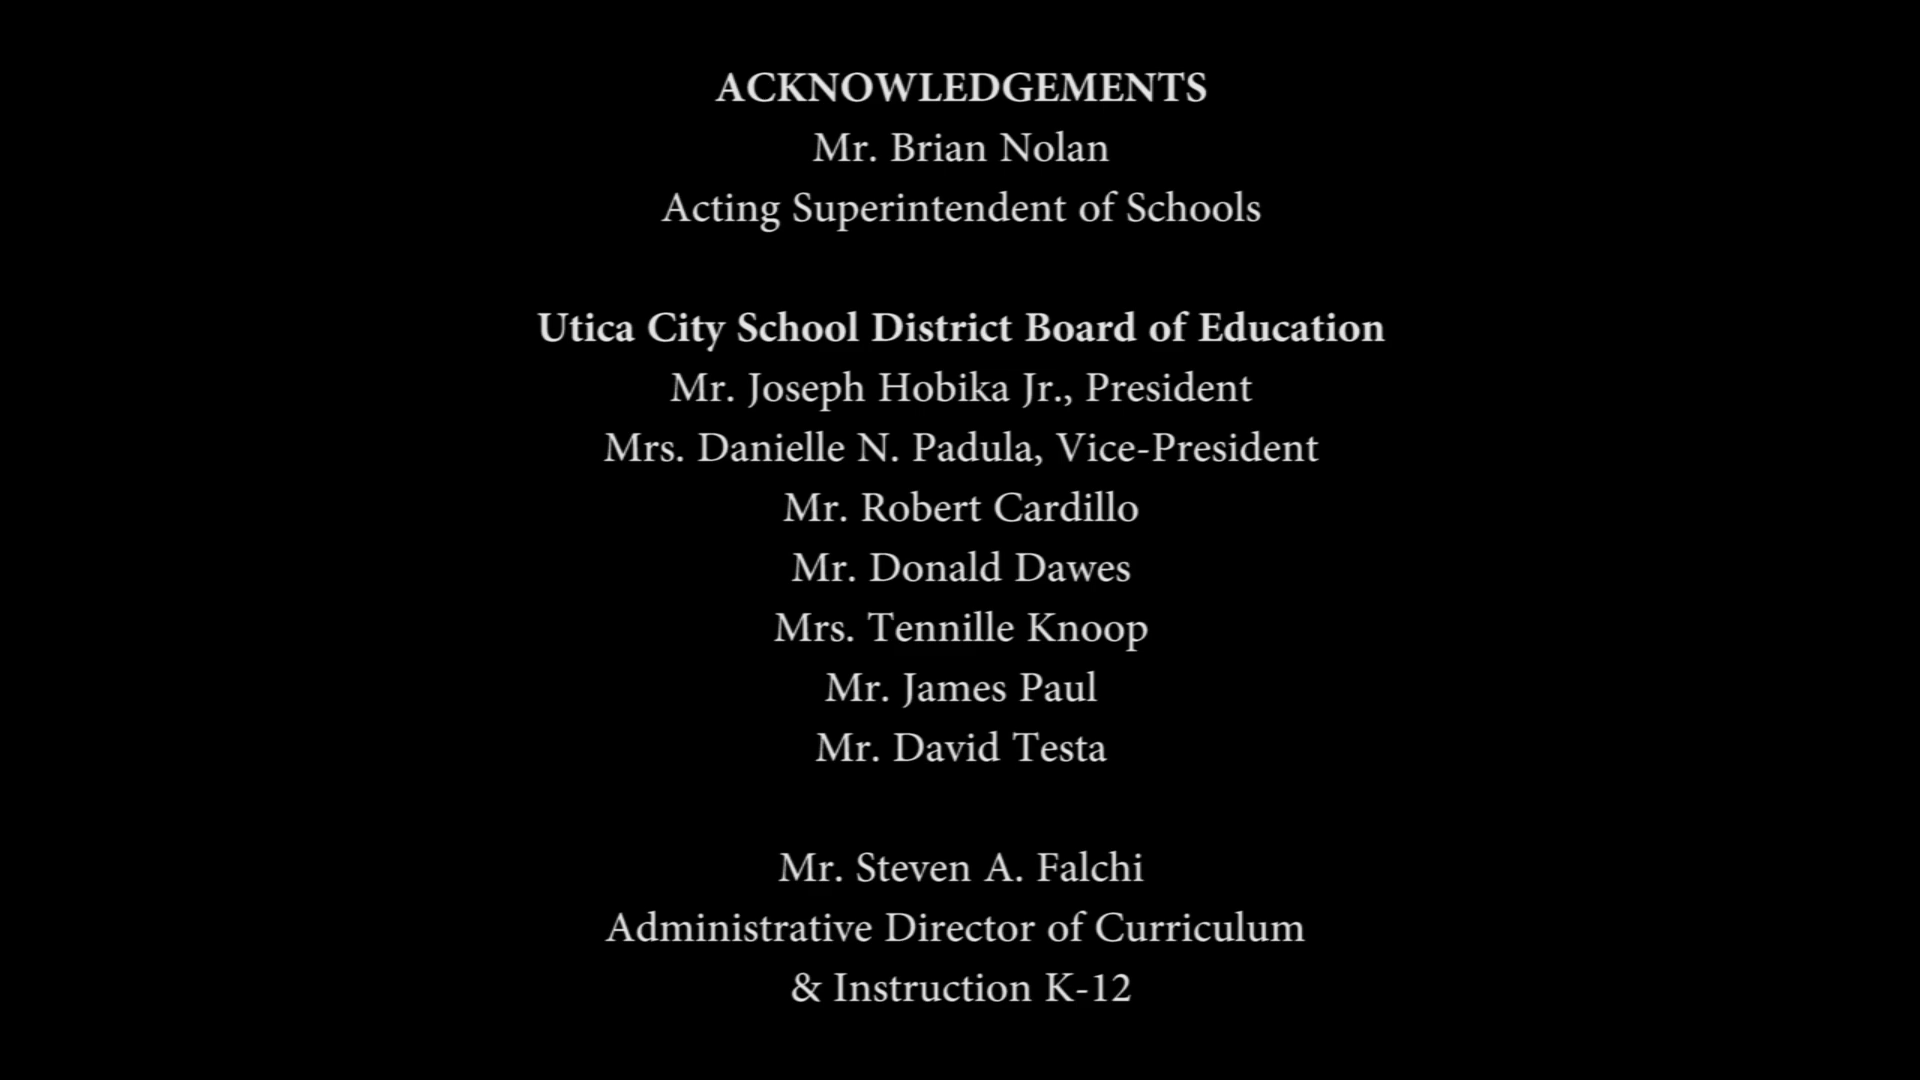 ACKNOWLEDGEMENTS
Mr. Brian Nolan
Acting Superintendent of Schools
Utica City School District Board of Education
Mr. Joseph Hobika Jr., President
Mrs. Danielle N. Padula, Vice-President
Mr. Robert Cardillo
Mr. Donald Dawes
Mrs. Tennille Knoop
Mr. James Paul
Mr. David Testa
Mr. Steven A. Falchi
Administrative Director of Curriculum
& Instruction K-12